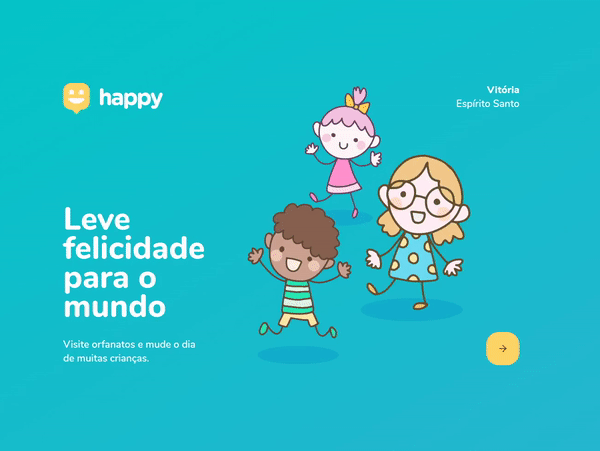 happy
Vitória
Espírito Santo
Leve
felicidade
para o
mundo
Visite orfanatos e mude o dia
de muitas crianças.